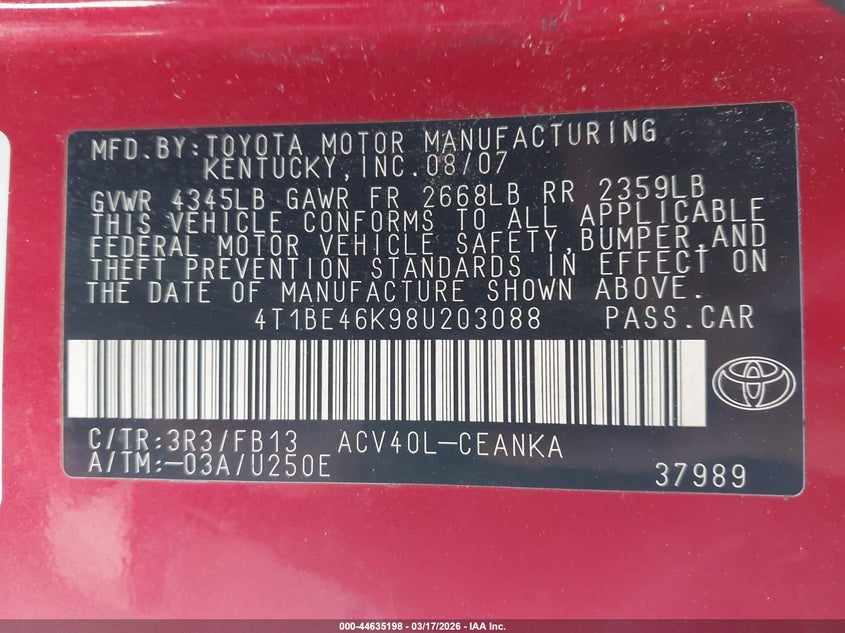 MFD.BY:TOYOTA MOTOR MANUFACTURING
KENTUCKY,INC.08/07
GVWR 4345LB GAWR FR 2668LB RR 2359LB
THIS VEHICLE CONFORMS TO ALL APPLICABLE
FEDERAL MOTOR VEHICLE SAFETY,BUMPER,AND
THEFT PREVENTION STANDARDS IN EFFECT ON
THE DATE OF MANUFACTURE SHOWN ABOVE.
4T1BE46K98U203088 PASS.CAR
C/TR:3R3/FB13 ACV40L-CEANKA
A/TM:-03A/U250E 37989
000-44635198 - 03/17/2026 - IAA Inc.